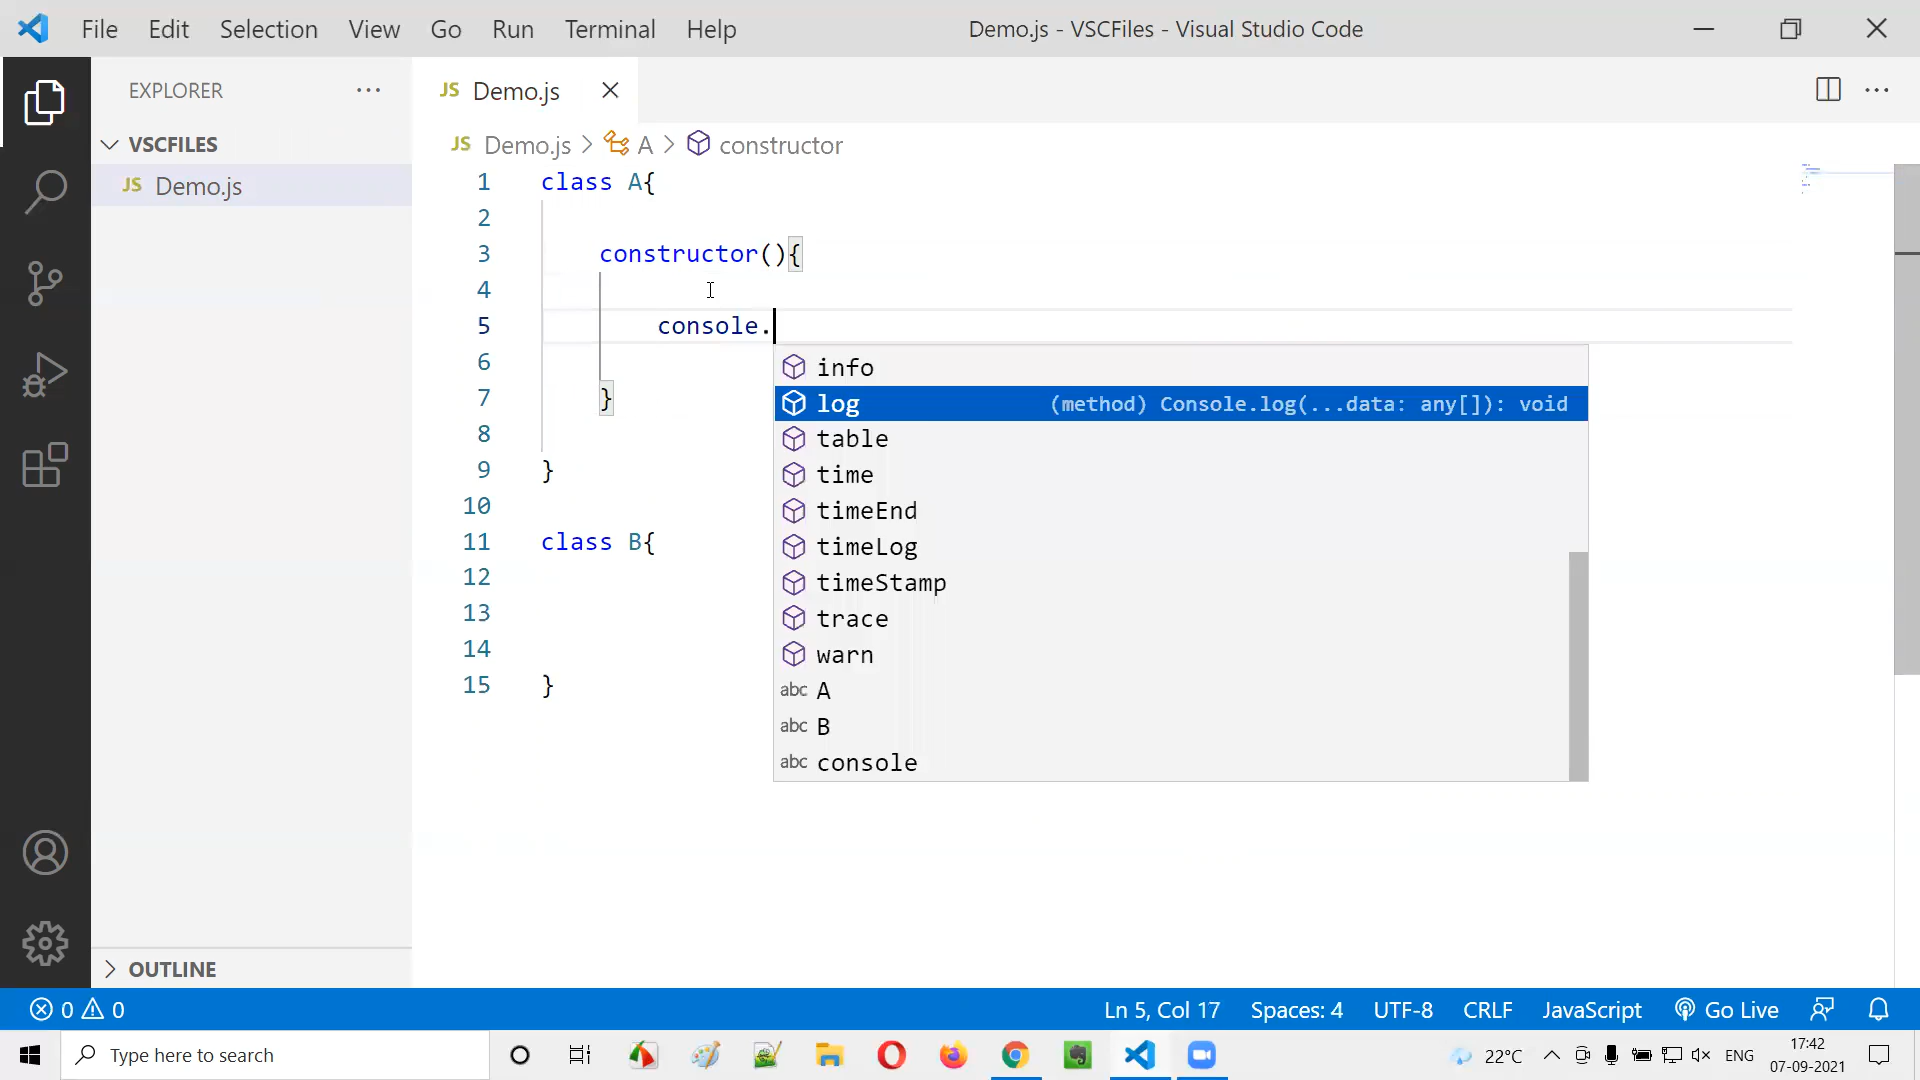 File Edit Selection View Go Run Terminal Help Demo.js - VSCFiles - Visual Studio Code
EXPLORER ···
JS Demo.js
VSCFILES
JS Demo.js
JS Demo.js > A > constructor
1 class A{
2
3 constructor(){
4
5 console.
6
7 }
8
9 }
10
11 class B{
12
13
14
15 }
info
log (method) Console.log(...data: any[]): void
table
time
timeEnd
timeLog
timeStamp
trace
warn
abc A
abc B
abc console
OUTLINE
0 0 Ln 5, Col 17 Spaces: 4 UTF-8 CRLF JavaScript Go Live
Type here to search 22°C ENG 17:42
07-09-2021